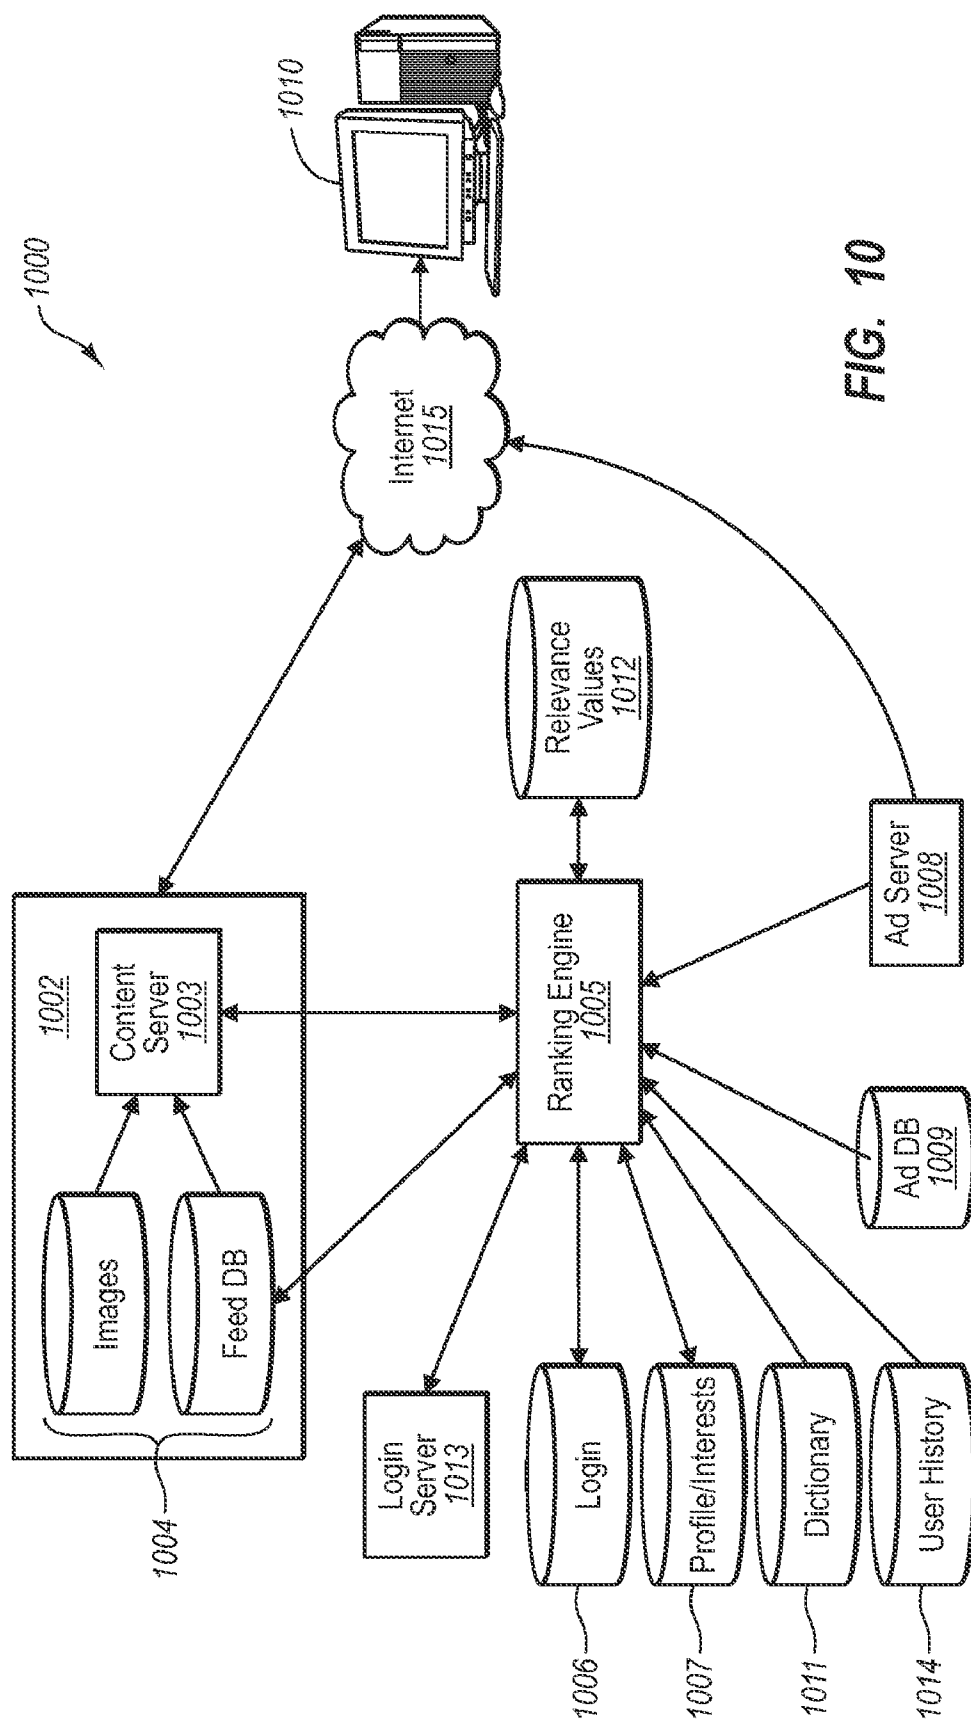 1000
1010
1002
Content
Server
1003
Images
Feed DB
1004
Internet
1015
Login
Server
1013
Ranking Engine
1005
Relevance
Values
1012
Login
1006
Profile/Interests
1007
Dictionary
1011
User History
1014
Ad DB
1009
Ad Server
1008
FIG. 10